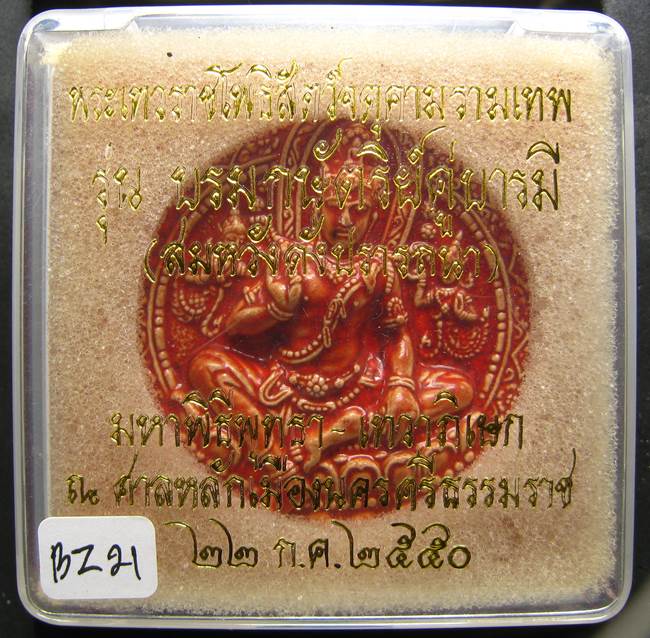 พระเทวราชโพธิสัตว์จตุคามรามเทพ
รุ่น บรมกษัตริย์คู่บารมี
(สมหวังดังปรารถนา)
มหาพิธีพุทธา - เทวาภิเษก
ณ ศาลหลักเมืองนครศรีธรรมราช
๒๒ ก.ค.๒๕๕๐
BZ21